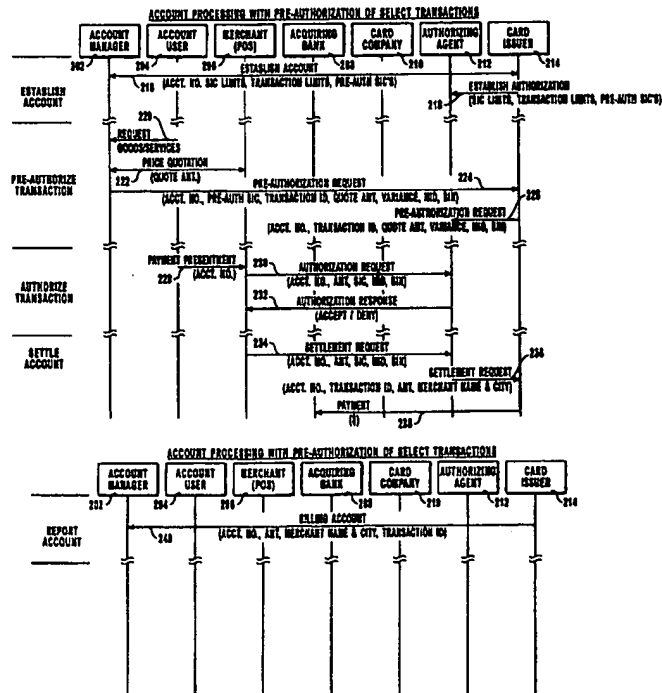 ACCOUNT PROCESSING WITH PRE-AUTHORIZATION OF SELECT TRANSACTIONS
ACCOUNT MANAGER
ACCOUNT USER
MERCHANT (POS)
ACQUIRING BANK
CARD COMPANY
AUTHORIZING AGENT
CARD ISSUER
202
204
206
208
210
212
214
ESTABLISH ACCOUNT
ESTABLISH ACCOUNT
216
(ACCT. NO. SIC LIMITS, TRANSACTION LIMITS, PRE-AUTH SIC'S)
ESTABLISH AUTHORIZATION
218
(SIC LIMITS, TRANSACTION LIMITS, PRE-AUTH SIC'S)
220
REQUEST
GOODS/SERVICES
PRE-AUTHORIZE TRANSACTION
PRICE QUOTATION
222
(QUOTE AMT.)
PRE-AUTHORIZATION REQUEST
224
(ACCT. NO., PRE-AUTH SIC, TRANSACTION ID, QUOTE AMT, VARIANCE, MID, BIN)
226
PRE-AUTHORIZATION REQUEST
(ACCT. NO., TRANSACTION ID, QUOTE AMT, VARIANCE, MID, BIN)
AUTHORIZE TRANSACTION
PAYMENT PRESENTMENT
228
(ACCT. NO.)
230
AUTHORIZATION REQUEST
(ACCT. NO., AMT, SIC, MID, BIN)
232
AUTHORIZATION RESPONSE
(ACCEPT / DENY)
SETTLE ACCOUNT
234
SETTLEMENT REQUEST
(ACCT. NO., AMT, SIC, MID, BIN)
236
SETTLEMENT REQUEST
(ACCT. NO., TRANSACTION ID, AMT, MERCHANT NAME & CITY)
PAYMENT
($)
238
ACCOUNT PROCESSING WITH PRE-AUTHORIZATION OF SELECT TRANSACTIONS
ACCOUNT MANAGER
ACCOUNT USER
MERCHANT (POS)
ACQUIRING BANK
CARD COMPANY
AUTHORIZING AGENT
CARD ISSUER
202
204
206
208
210
212
214
REPORT ACCOUNT
BILLING ACCOUNT
240
(ACCT. NO., AMT, MERCHANT NAME & CITY, TRANSACTION ID)